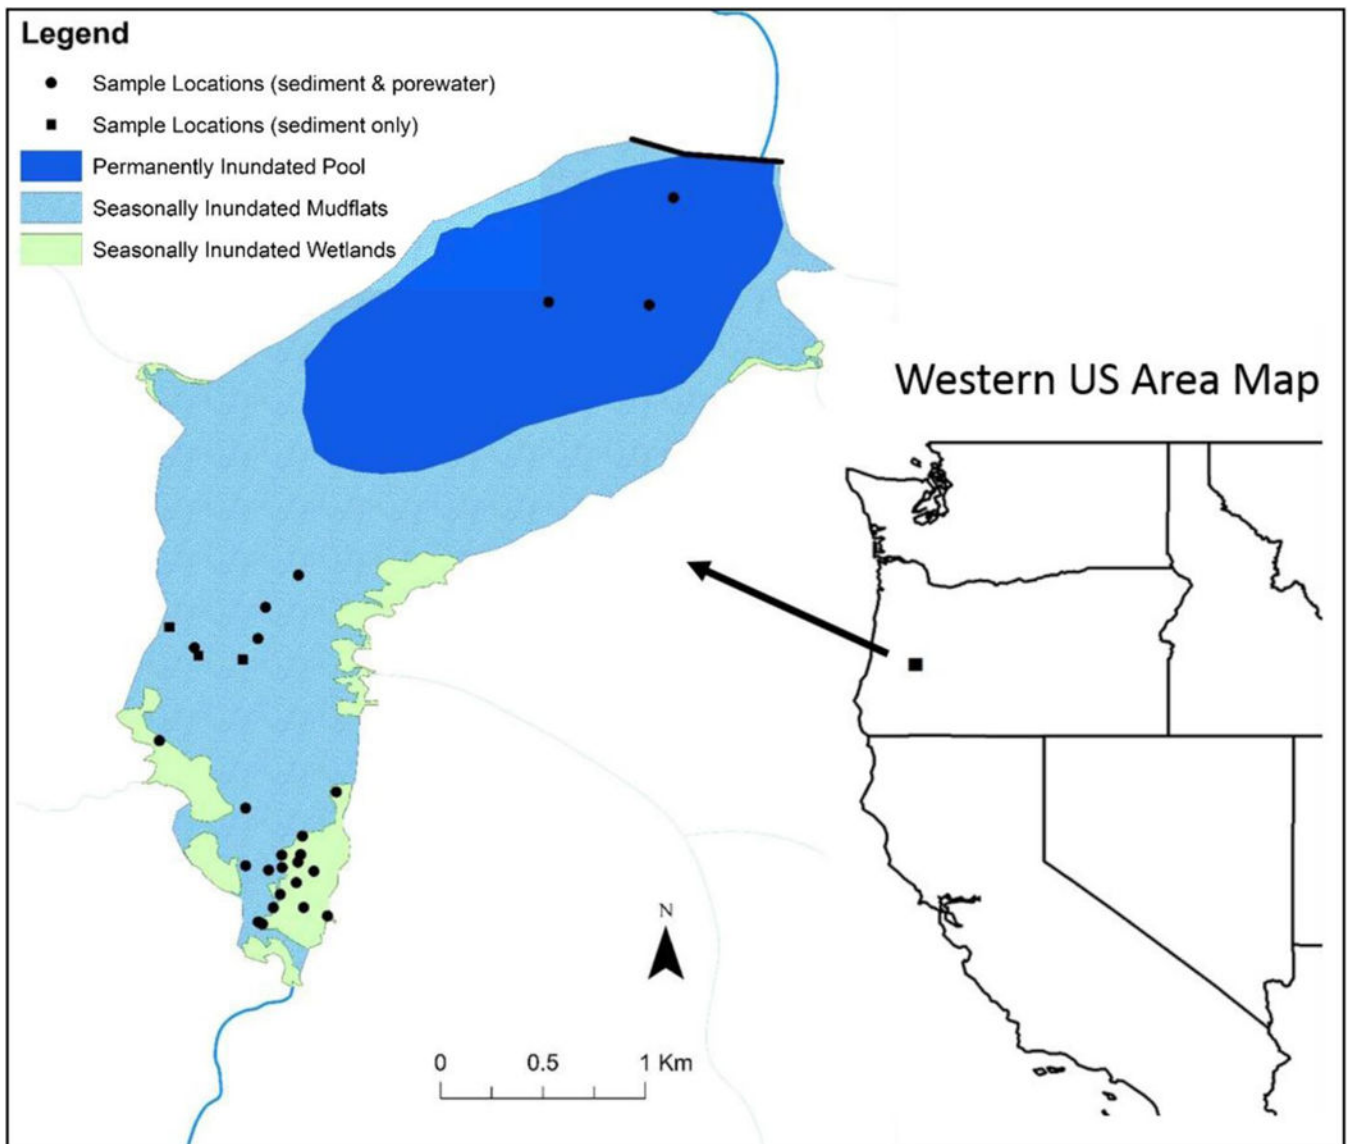 Legend
Sample Locations (sediment & porewater)
Sample Locations (sediment only)
Permanently Inundated Pool
Seasonally Inundated Mudflats
Seasonally Inundated Wetlands
Western US Area Map
N
0 0.5 1 Km